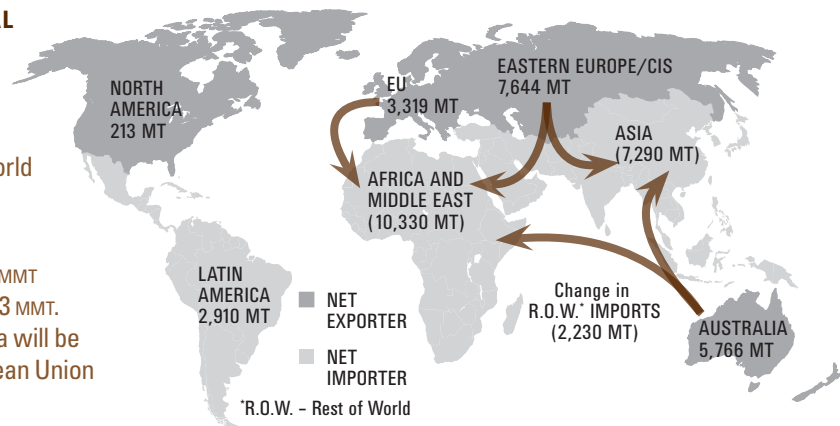 AL
orld
MMT
3 MMT.
a will be
ean Union
NORTH
AMERICA
213 MT
EU
3,319 MT
EASTERN EUROPE/CIS
7,644 MT
ASIA
(7,290 MT)
AFRICA AND
MIDDLE EAST
(10,330 MT)
LATIN
AMERICA
2,910 MT
NET
EXPORTER
NET
IMPORTER
*R.O.W. – Rest of World
Change in
R.O.W.* IMPORTS
(2,230 MT)
AUSTRALIA
5,766 MT